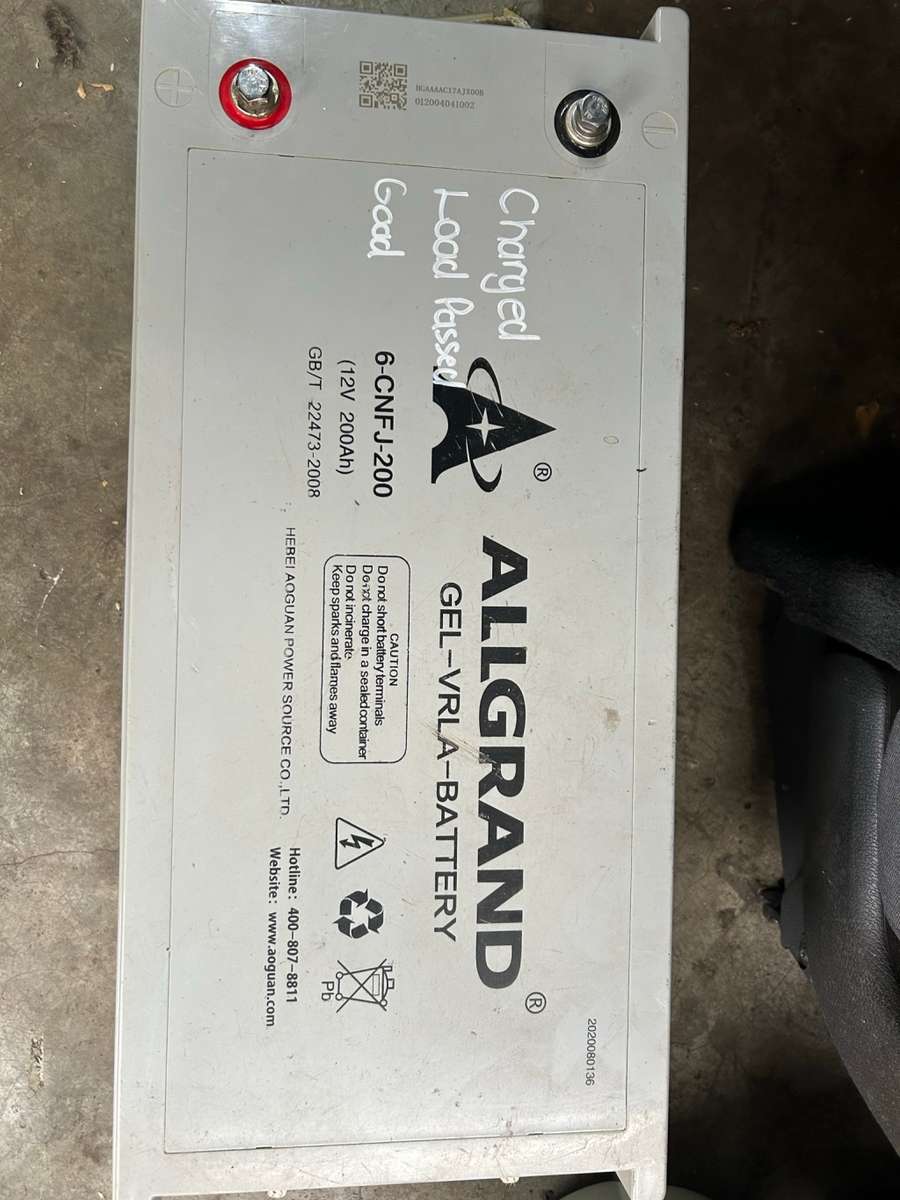 HGAAAAC17AJX00B
012004041002
Charged
Load Passed
Good
®
ALLGRAND®
GEL-VRLA-BATTERY
6-CNFJ-200
(12V 200Ah)
GB/T 22473-2008
CAUTION
Do not short battery terminals
Do not charge in a sealed container
Do not incinerate
Keep sparks and flames away
HEBEI AOGUAN POWER SOURCE CO.,LTD.
Pb
Hotline: 400-807-8811
Website: www.aoguan.com
2020080136